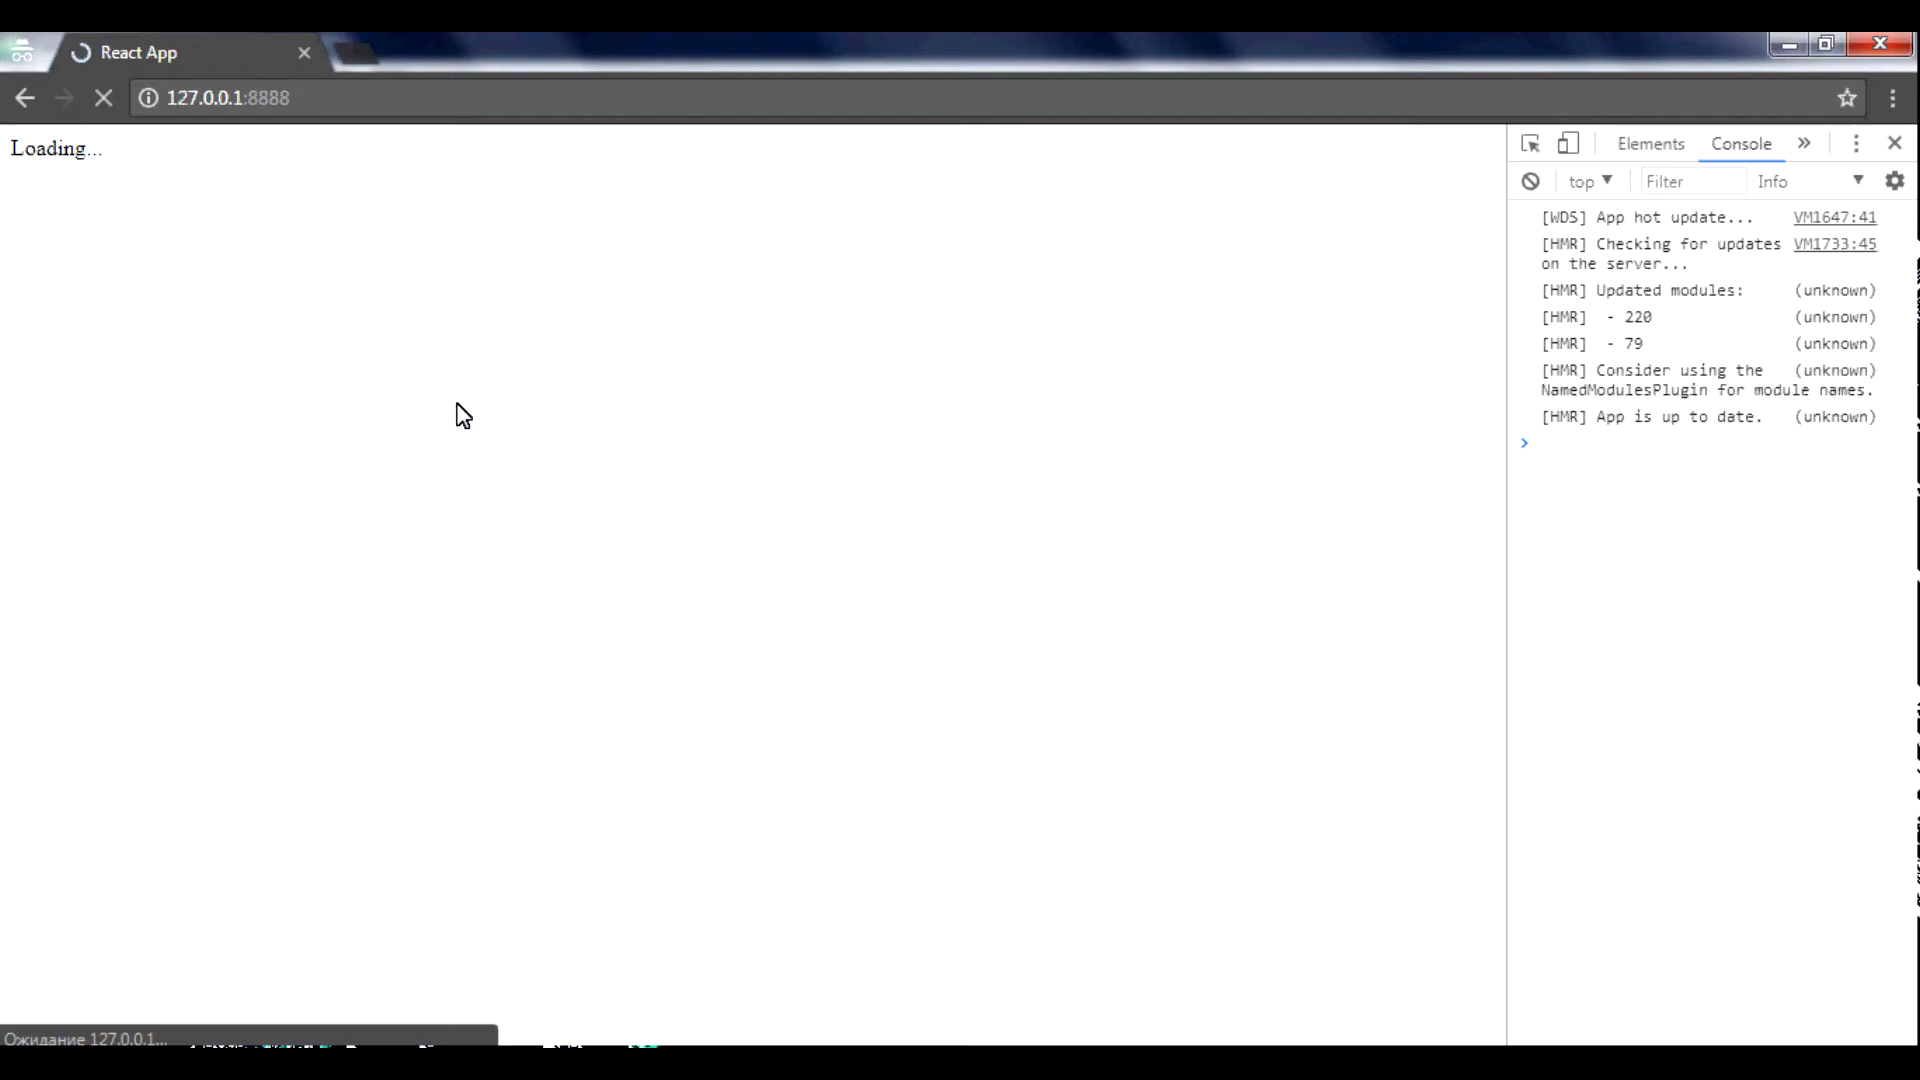 React App
127.0.0.1:8888
Loading...
Elements Console
top Filter Info
[WDS] App hot update... VM1647:41
[HMR] Checking for updates VM1733:45
on the server...
[HMR] Updated modules: (unknown)
[HMR] - 220 (unknown)
[HMR] - 79 (unknown)
[HMR] Consider using the (unknown)
NamedModulesPlugin for module names.
[HMR] App is up to date. (unknown)
Ожидание 127.0.0.1...